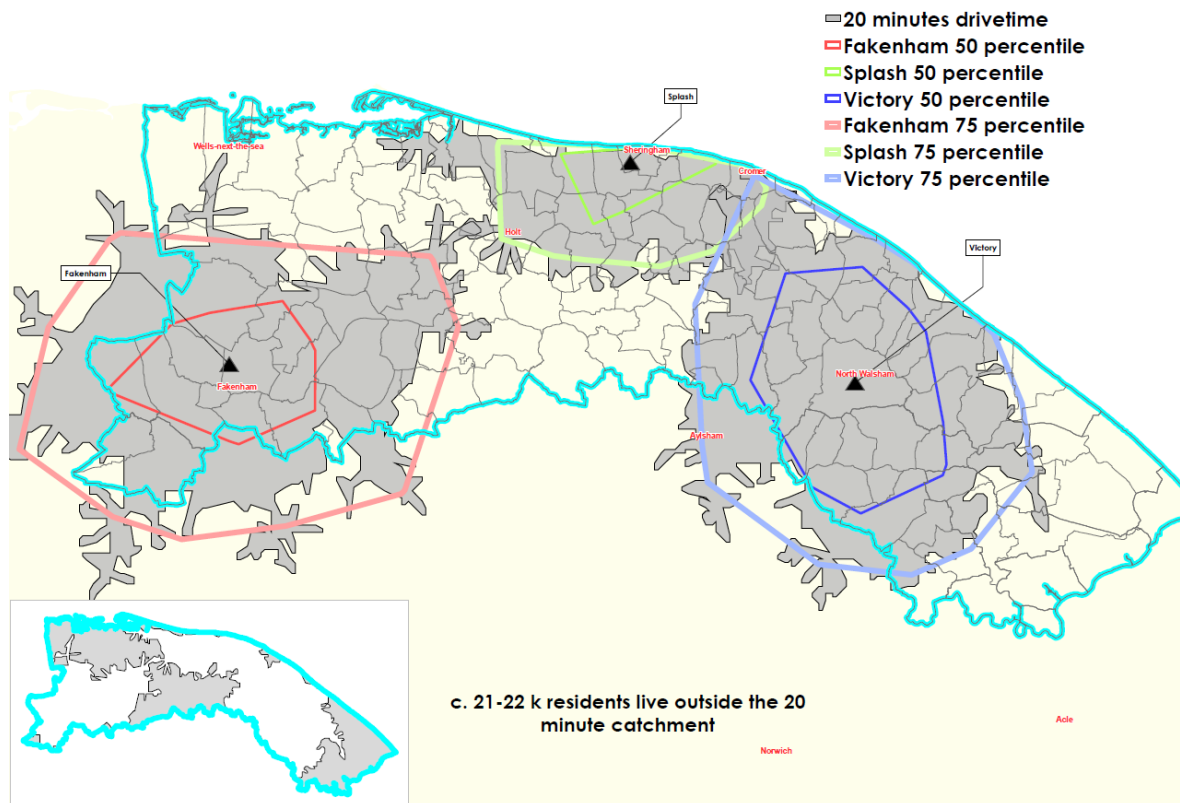 20 minutes drivetime
Fakenham 50 percentile
Splash 50 percentile
Victory 50 percentile
Fakenham 75 percentile
Splash 75 percentile
Victory 75 percentile
Splash
Wells-next-the-sea
Sheringham
Cromer
Holt
Victory
Fakenham
North Walsham
Fakenham
Aylsham
c. 21-22 k residents live outside the 20
minute catchment
Acle
Norwich